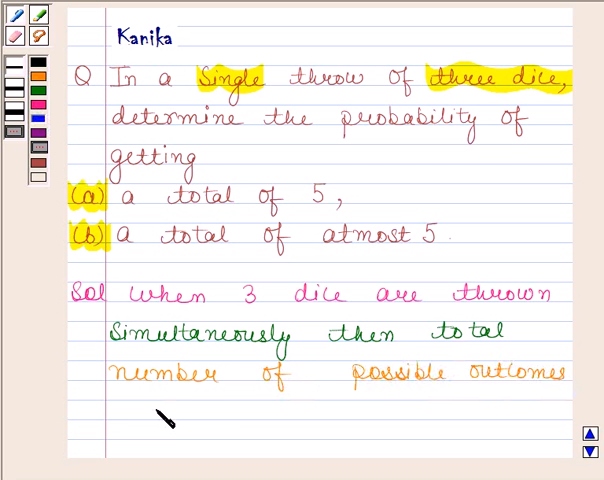 Kanika
Q In a single throw of three dice,
determine the probability of
getting
(a) a total of 5,
(b) a total of atmost 5.
Sol When 3 dice are thrown
simultaneously then total
number of possible outcomes